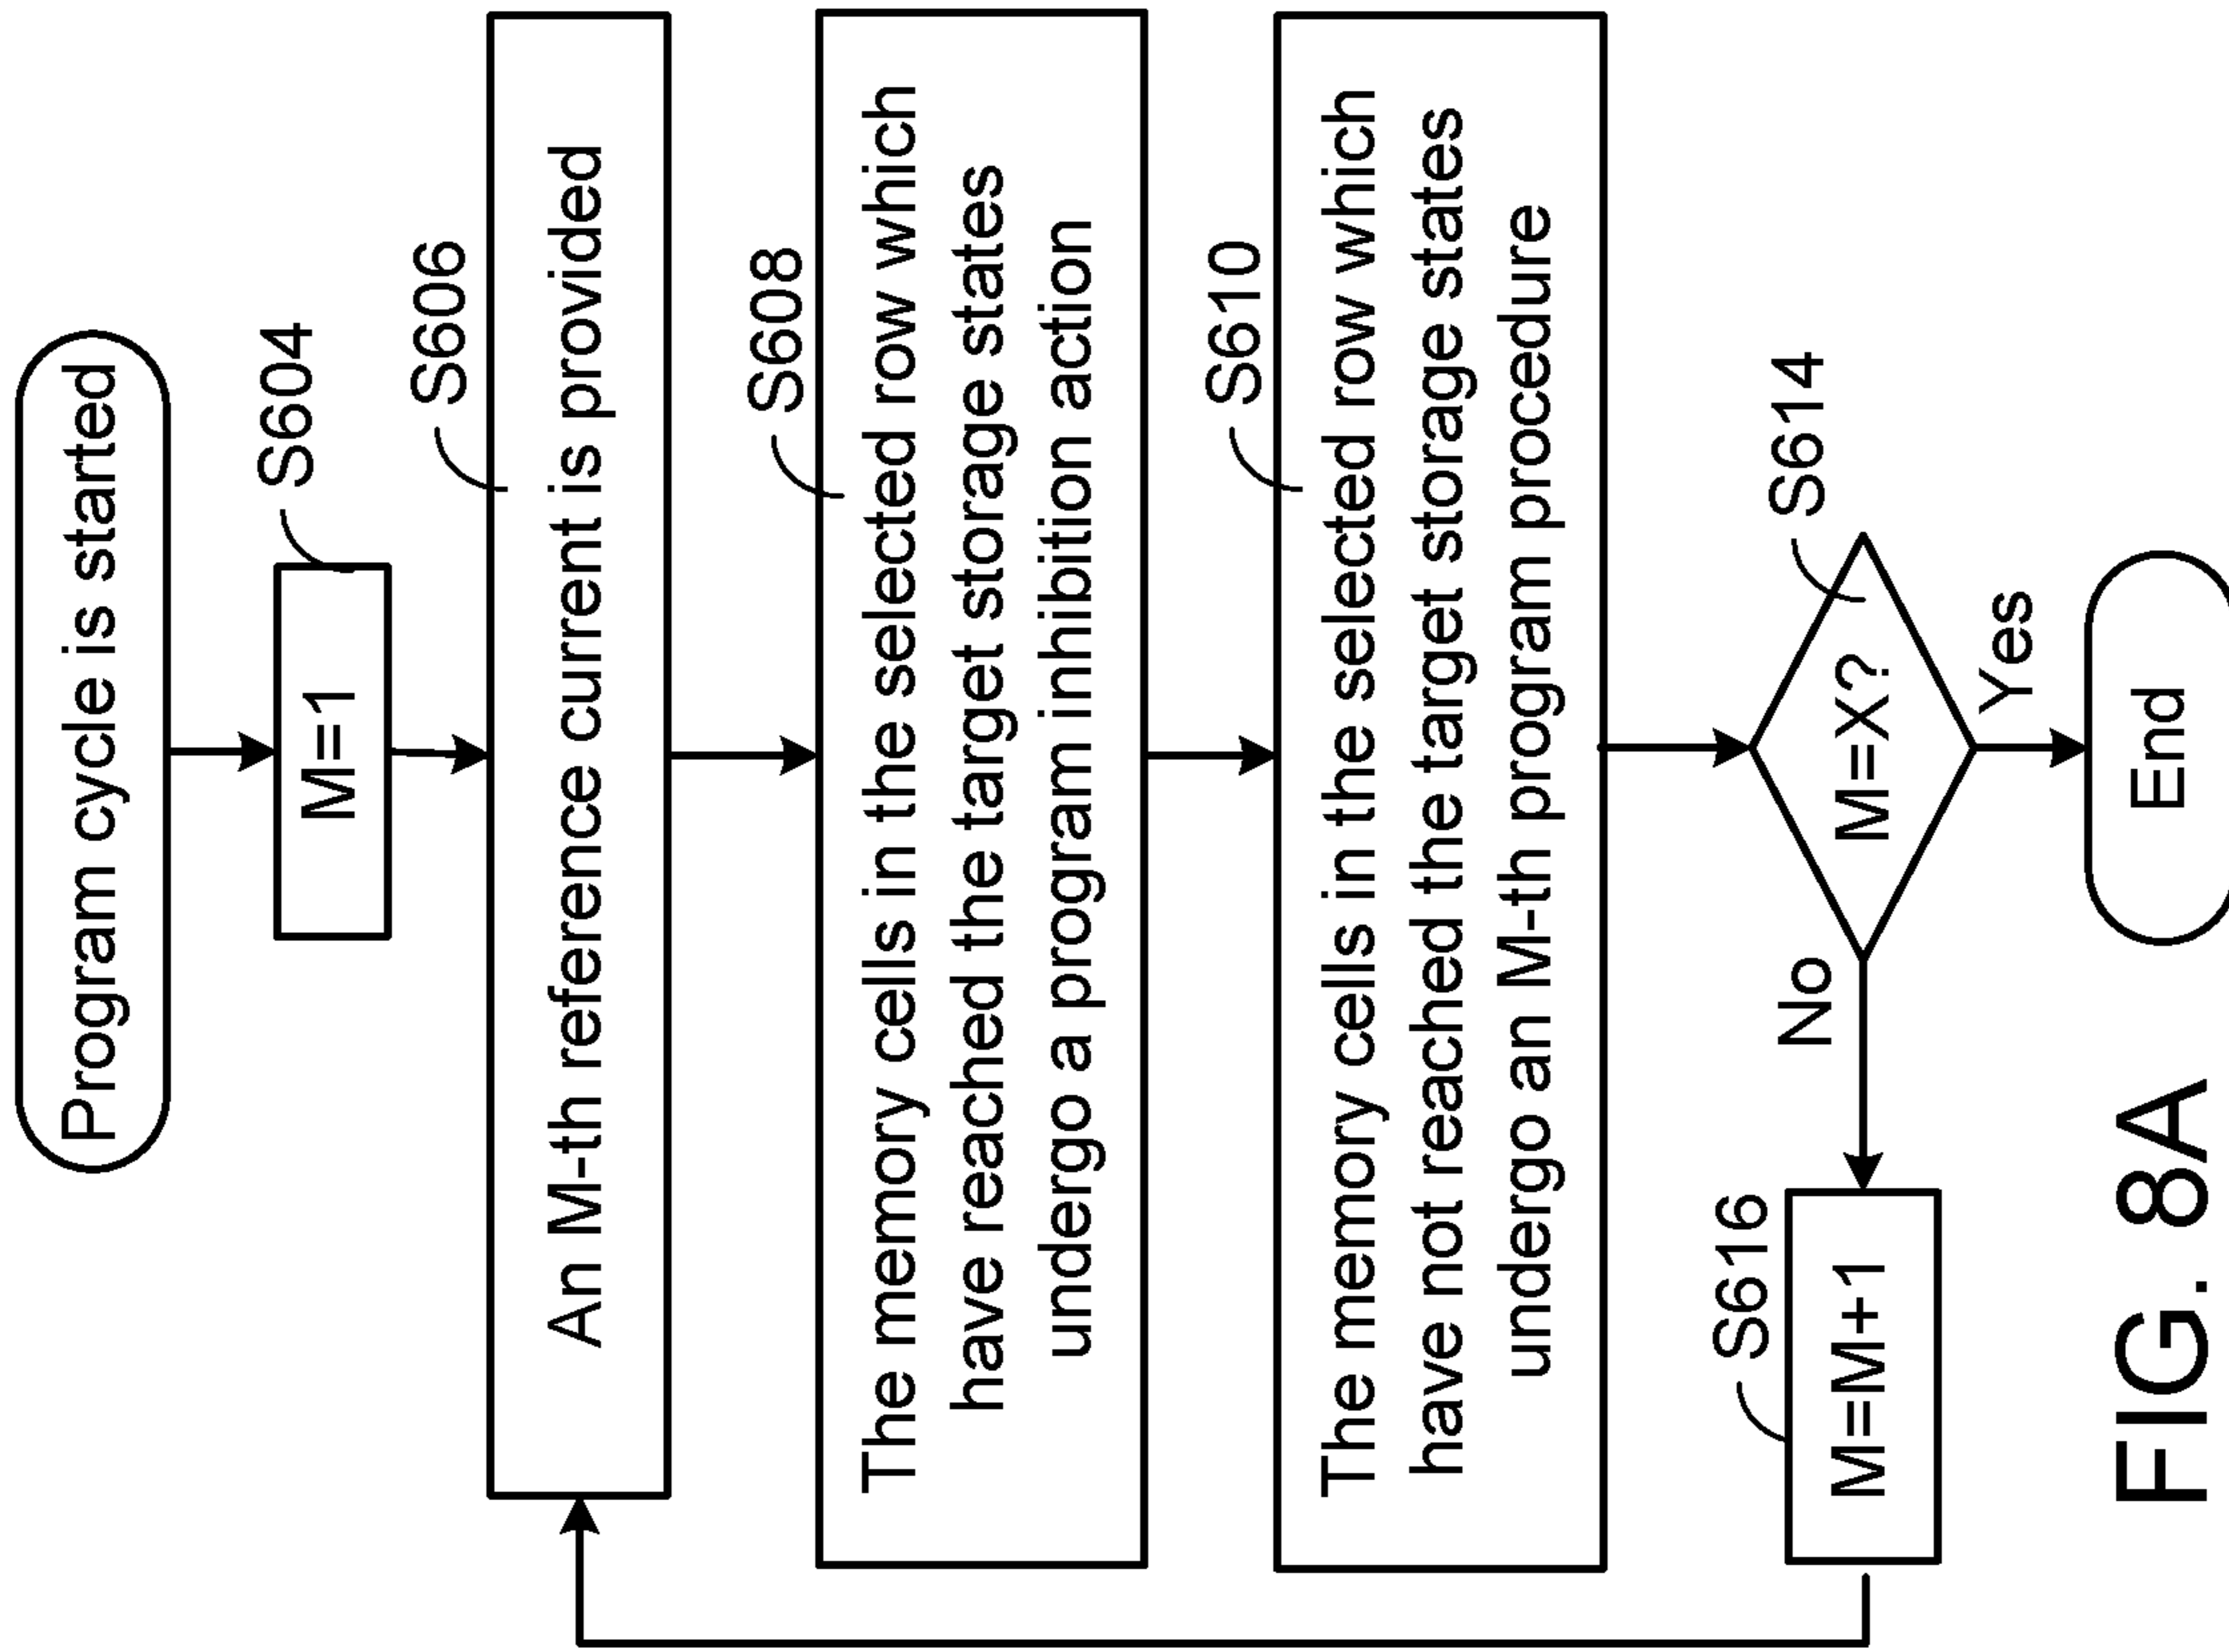 Program cycle is started
S604
M=1
S606
An M-th reference current is provided
S608
The memory cells in the selected row which
have reached the target storage states
undergo a program inhibition action
S610
The memory cells in the selected row which
have not reached the target storage states
undergo an M-th program procedure
S614
M=X?
No
Yes
S616
M=M+1
End
FIG. 8A